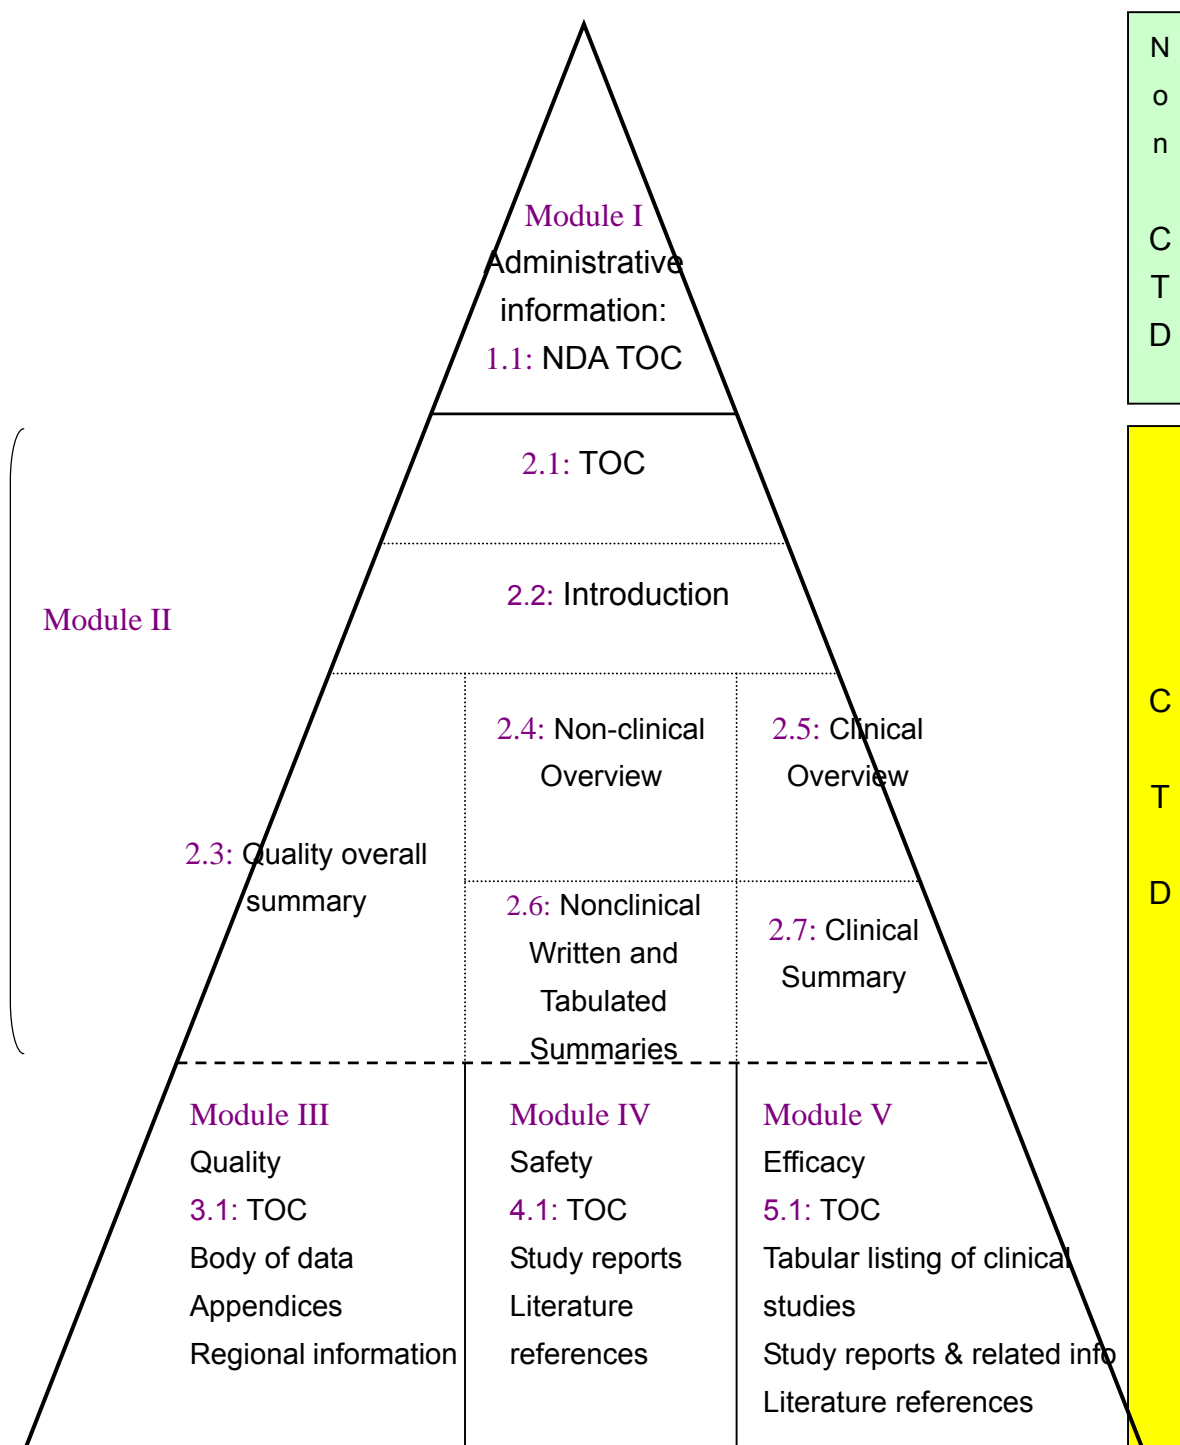 Module I
Administrative
information:
1.1: NDA TOC
2.1: TOC
2.2: Introduction
Module II
2.3: Quality overall
summary
2.4: Non-clinical
Overview
2.5: Clinical
Overview
2.6: Nonclinical
Written and
Tabulated
Summaries
2.7: Clinical
Summary
Module III
Quality
3.1: TOC
Body of data
Appendices
Regional information
Module IV
Safety
4.1: TOC
Study reports
Literature
references
Module V
Efficacy
5.1: TOC
Tabular listing of clinical
studies
Study reports & related info
Literature references
N
o
n
C
T
D
C
T
D